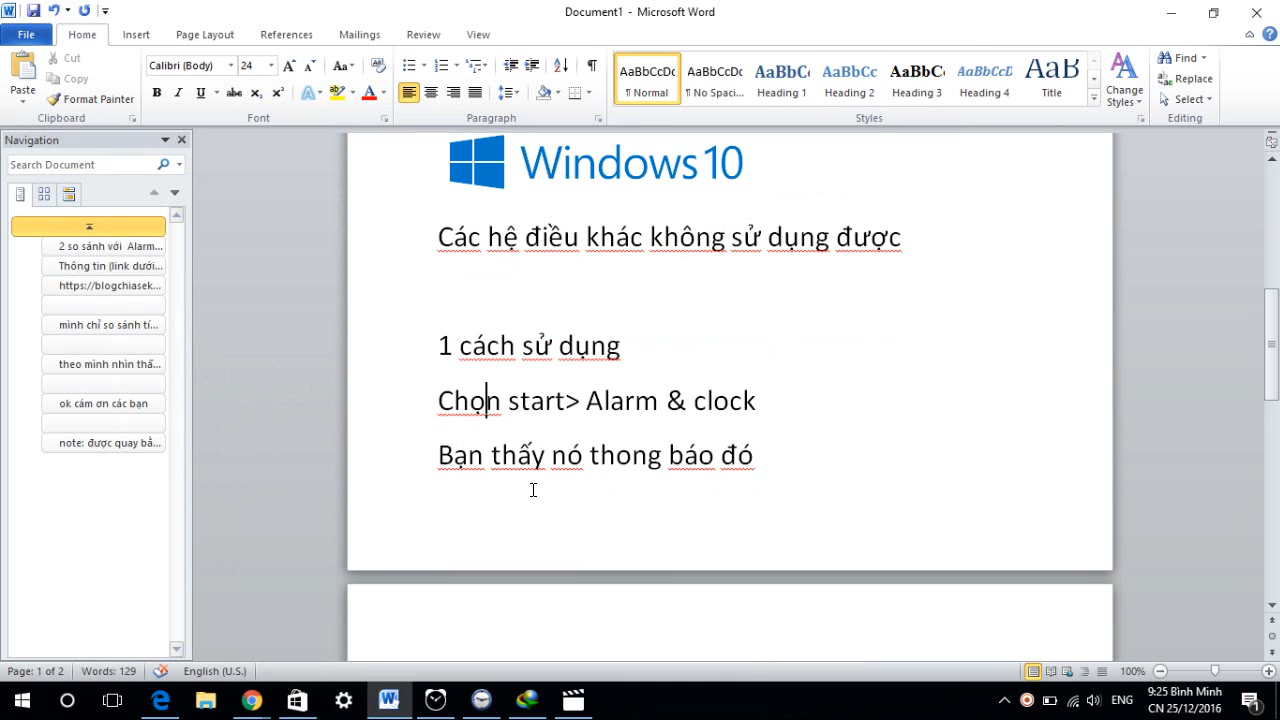 Document1 - Microsoft Word
File Home Insert Page Layout References Mailings Review View
Paste Cut Copy Format Painter Clipboard
Calibri (Body) 24 Font
Paragraph
AaBbCcDc AaBbCcDc AaBbC AaBbCc AaBbCc AaBbCcD AaB
¶ Normal ¶ No Spaci... Heading 1 Heading 2 Heading 3 Heading 4 Title
Change Styles Styles
Find Replace Select Editing
Navigation
Search Document
2 so sánh với Alarm...
Thông tin (link dưới...
https://blogchiasek...
mình chỉ so sánh tí...
theo mình nhìn thấ...
ok cám ơn các bạn
note: được quay bằ...
Windows 10
Các hệ điều khác không sử dụng được
1 cách sử dụng
Chọn start> Alarm & clock
Bạn thấy nó thong báo đó
Page: 1 of 2 Words: 129 English (U.S.) 100%
ENG 9:25 Bình Minh
CN 25/12/2016